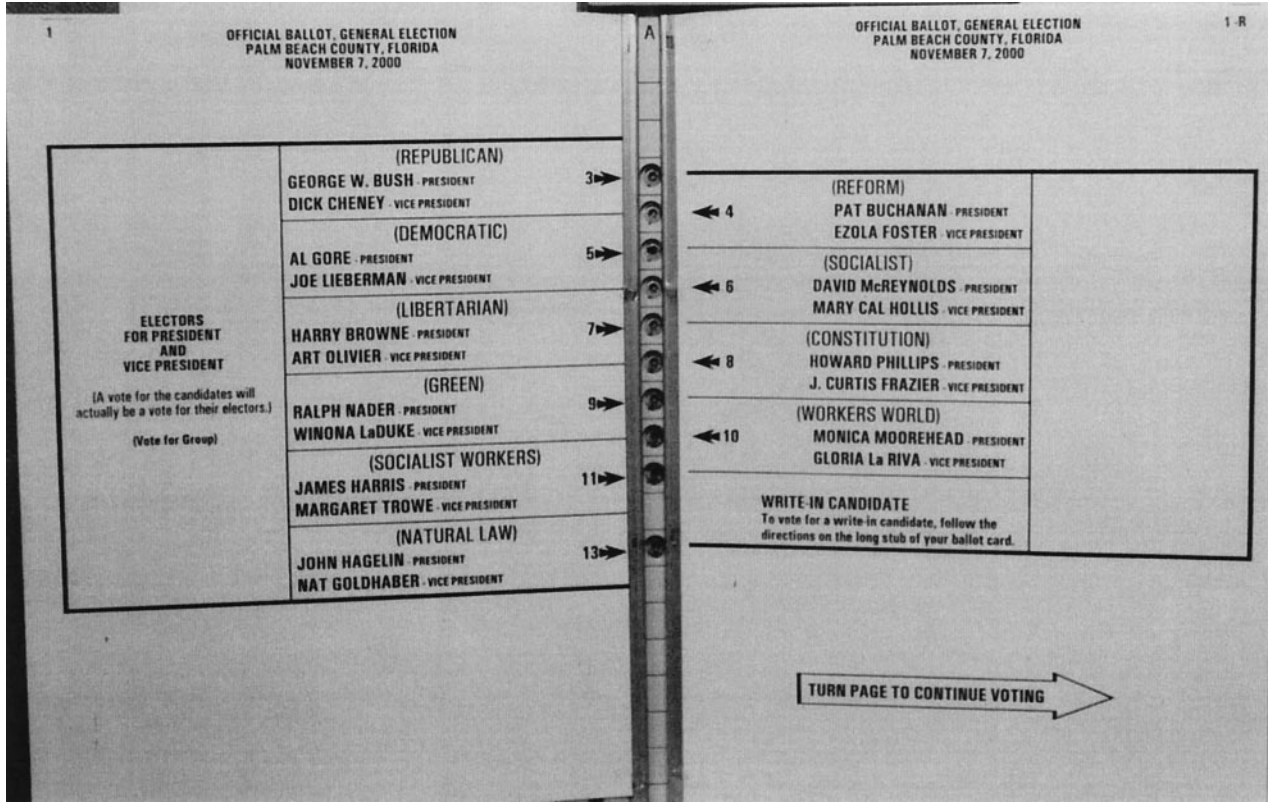 1
OFFICIAL BALLOT, GENERAL ELECTION
PALM BEACH COUNTY, FLORIDA
NOVEMBER 7, 2000
ELECTORS
FOR PRESIDENT
AND
VICE PRESIDENT
(A vote for the candidates will
actually be a vote for their electors.)
(Vote for Group)
(REPUBLICAN)
GEORGE W. BUSH - PRESIDENT
DICK CHENEY - VICE PRESIDENT
3
(DEMOCRATIC)
AL GORE - PRESIDENT
JOE LIEBERMAN - VICE PRESIDENT
5
(LIBERTARIAN)
HARRY BROWNE - PRESIDENT
ART OLIVIER - VICE PRESIDENT
7
(GREEN)
RALPH NADER - PRESIDENT
WINONA LaDUKE - VICE PRESIDENT
9
(SOCIALIST WORKERS)
JAMES HARRIS - PRESIDENT
MARGARET TROWE - VICE PRESIDENT
11
(NATURAL LAW)
JOHN HAGELIN - PRESIDENT
NAT GOLDHABER - VICE PRESIDENT
13
A
OFFICIAL BALLOT, GENERAL ELECTION
PALM BEACH COUNTY, FLORIDA
NOVEMBER 7, 2000
1-R
(REFORM)
4
PAT BUCHANAN - PRESIDENT
EZOLA FOSTER - VICE PRESIDENT
(SOCIALIST)
6
DAVID McREYNOLDS - PRESIDENT
MARY CAL HOLLIS - VICE PRESIDENT
(CONSTITUTION)
8
HOWARD PHILLIPS - PRESIDENT
J. CURTIS FRAZIER - VICE PRESIDENT
(WORKERS WORLD)
10
MONICA MOOREHEAD - PRESIDENT
GLORIA La RIVA - VICE PRESIDENT
WRITE-IN CANDIDATE
To vote for a write-in candidate, follow the
directions on the long stub of your ballot card.
TURN PAGE TO CONTINUE VOTING